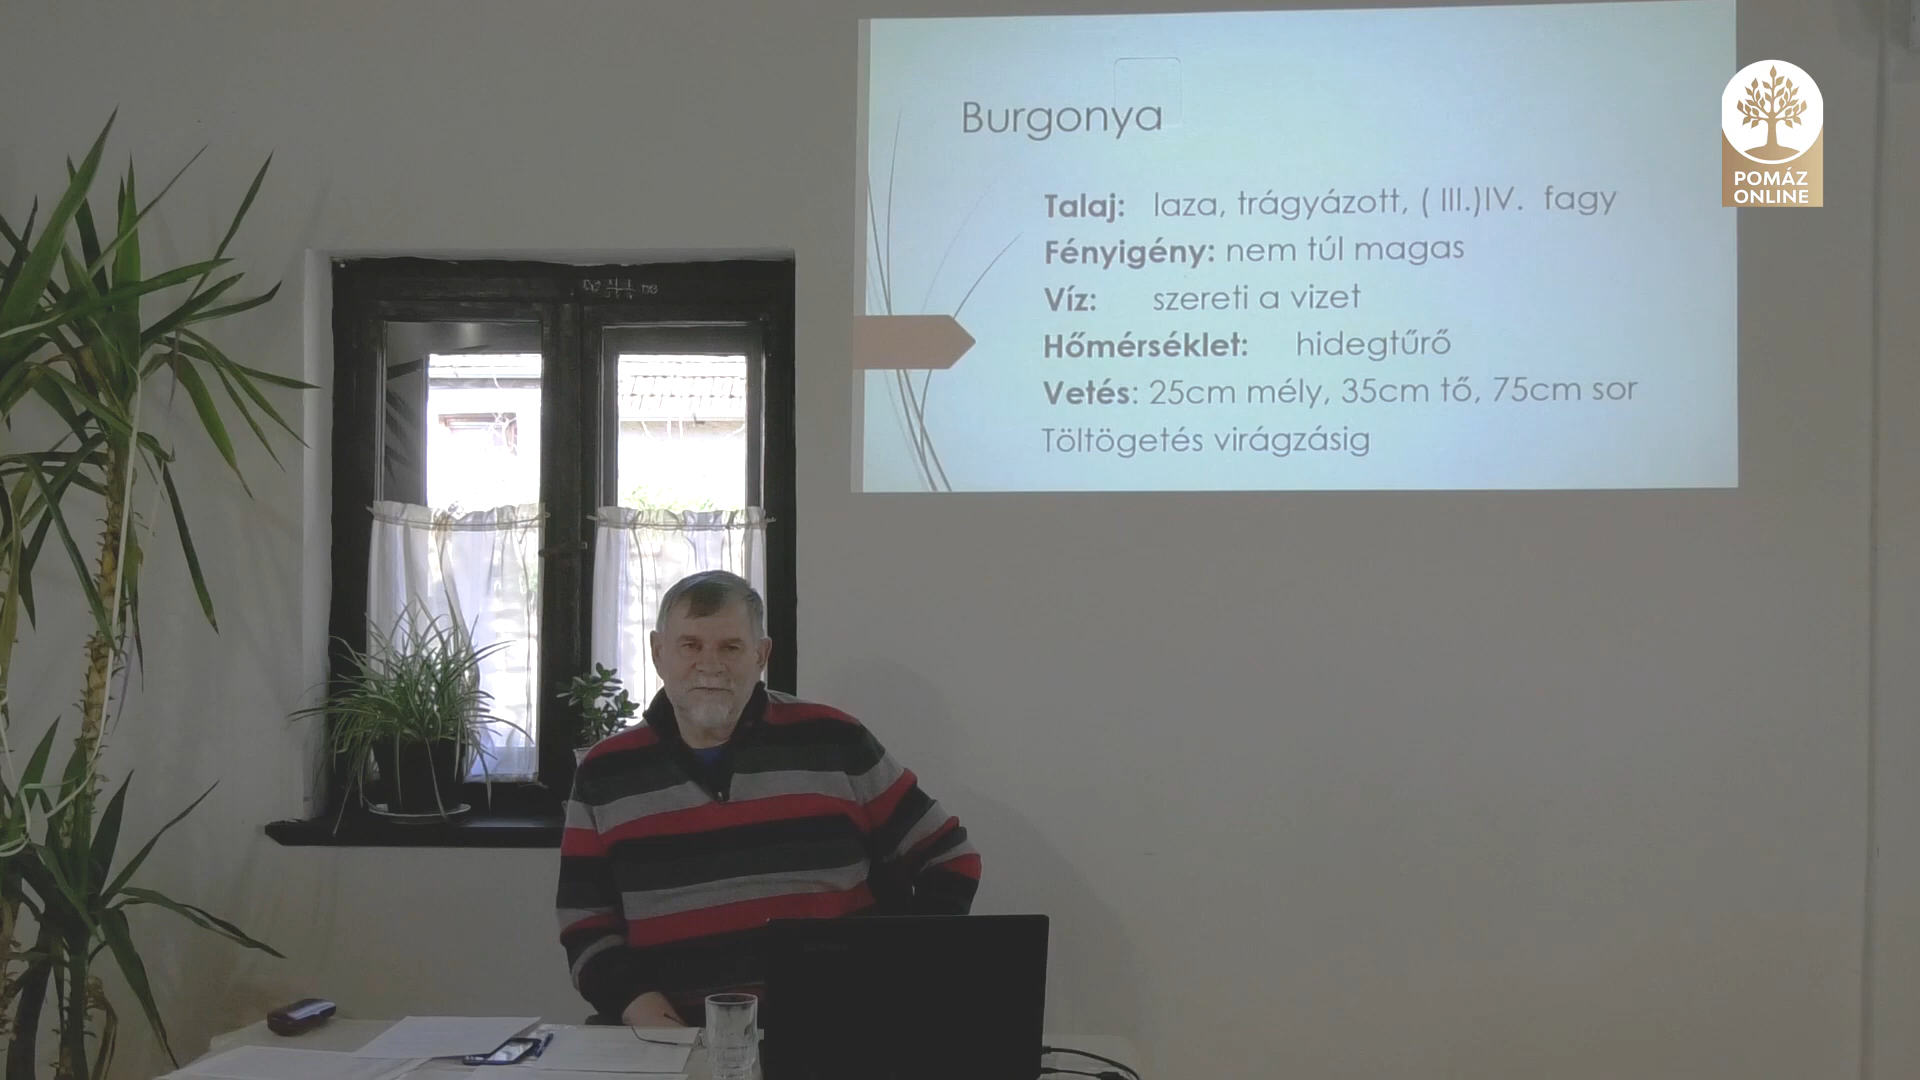 Burgonya
Talaj: laza, trágyázott, ( III.)IV. fagy
Fényigény: nem túl magas
Víz: szereti a vizet
Hőmérséklet: hidegtűrő
Vetés: 25cm mély, 35cm tő, 75cm sor
Töltögetés virágzásig
POMÁZ
ONLINE